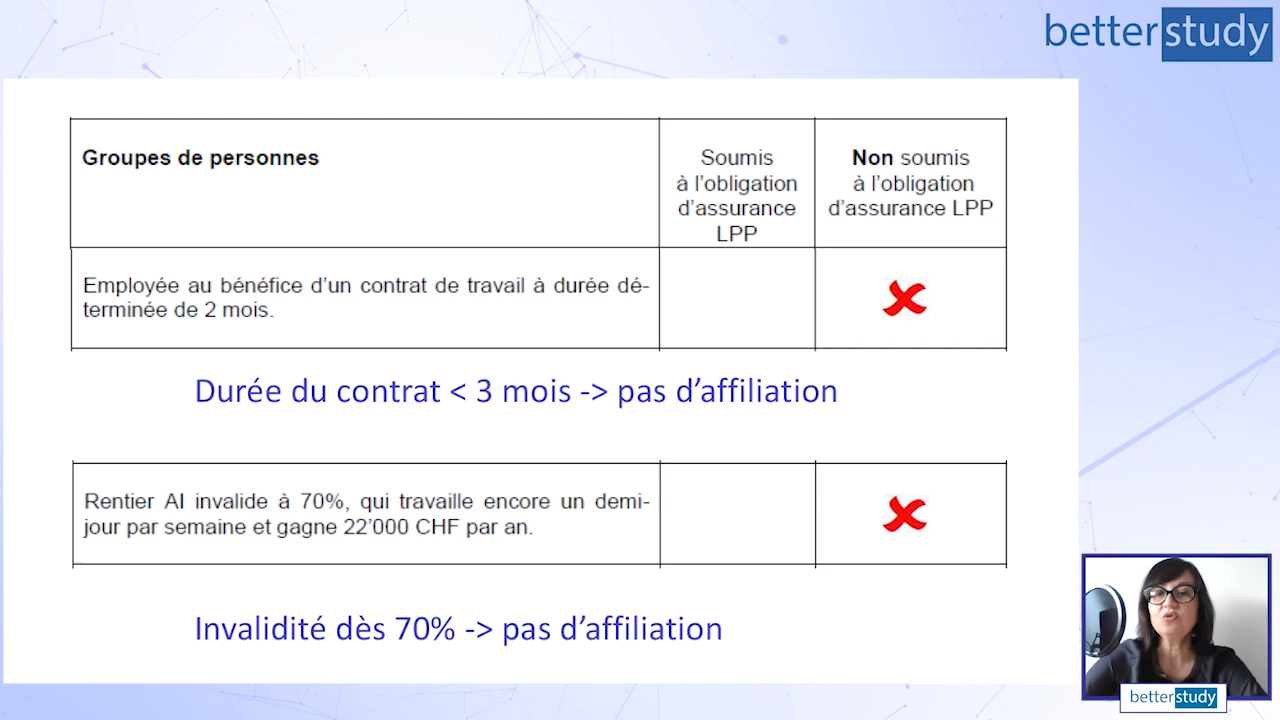 betterstudy
Groupes de personnes
Soumis
à l’obligation
d’assurance
LPP
Non soumis
à l’obligation
d’assurance LPP
Employée au bénéfice d’un contrat de travail à durée dé-
terminée de 2 mois.
Durée du contrat < 3 mois -> pas d’affiliation
Rentier AI invalide à 70%, qui travaille encore un demi-
jour par semaine et gagne 22’000 CHF par an.
Invalidité dès 70% -> pas d’affiliation
betterstudy